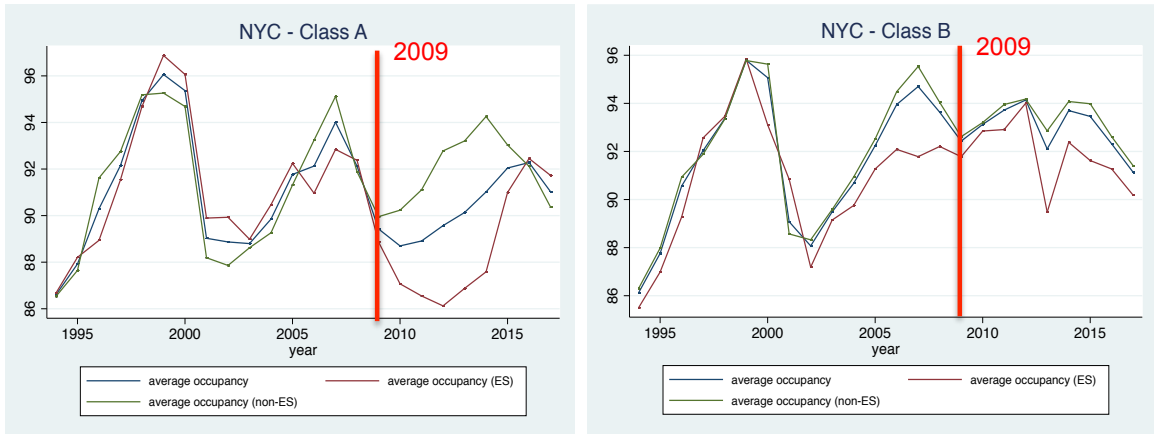 NYC - Class A
2009
96
94
92
90
88
86
1995
2000
2005
2010
2015
year
average occupancy
average occupancy (ES)
average occupancy (non-ES)
NYC - Class B
2009
96
94
92
90
88
86
1995
2000
2005
2010
2015
year
average occupancy
average occupancy (ES)
average occupancy (non-ES)